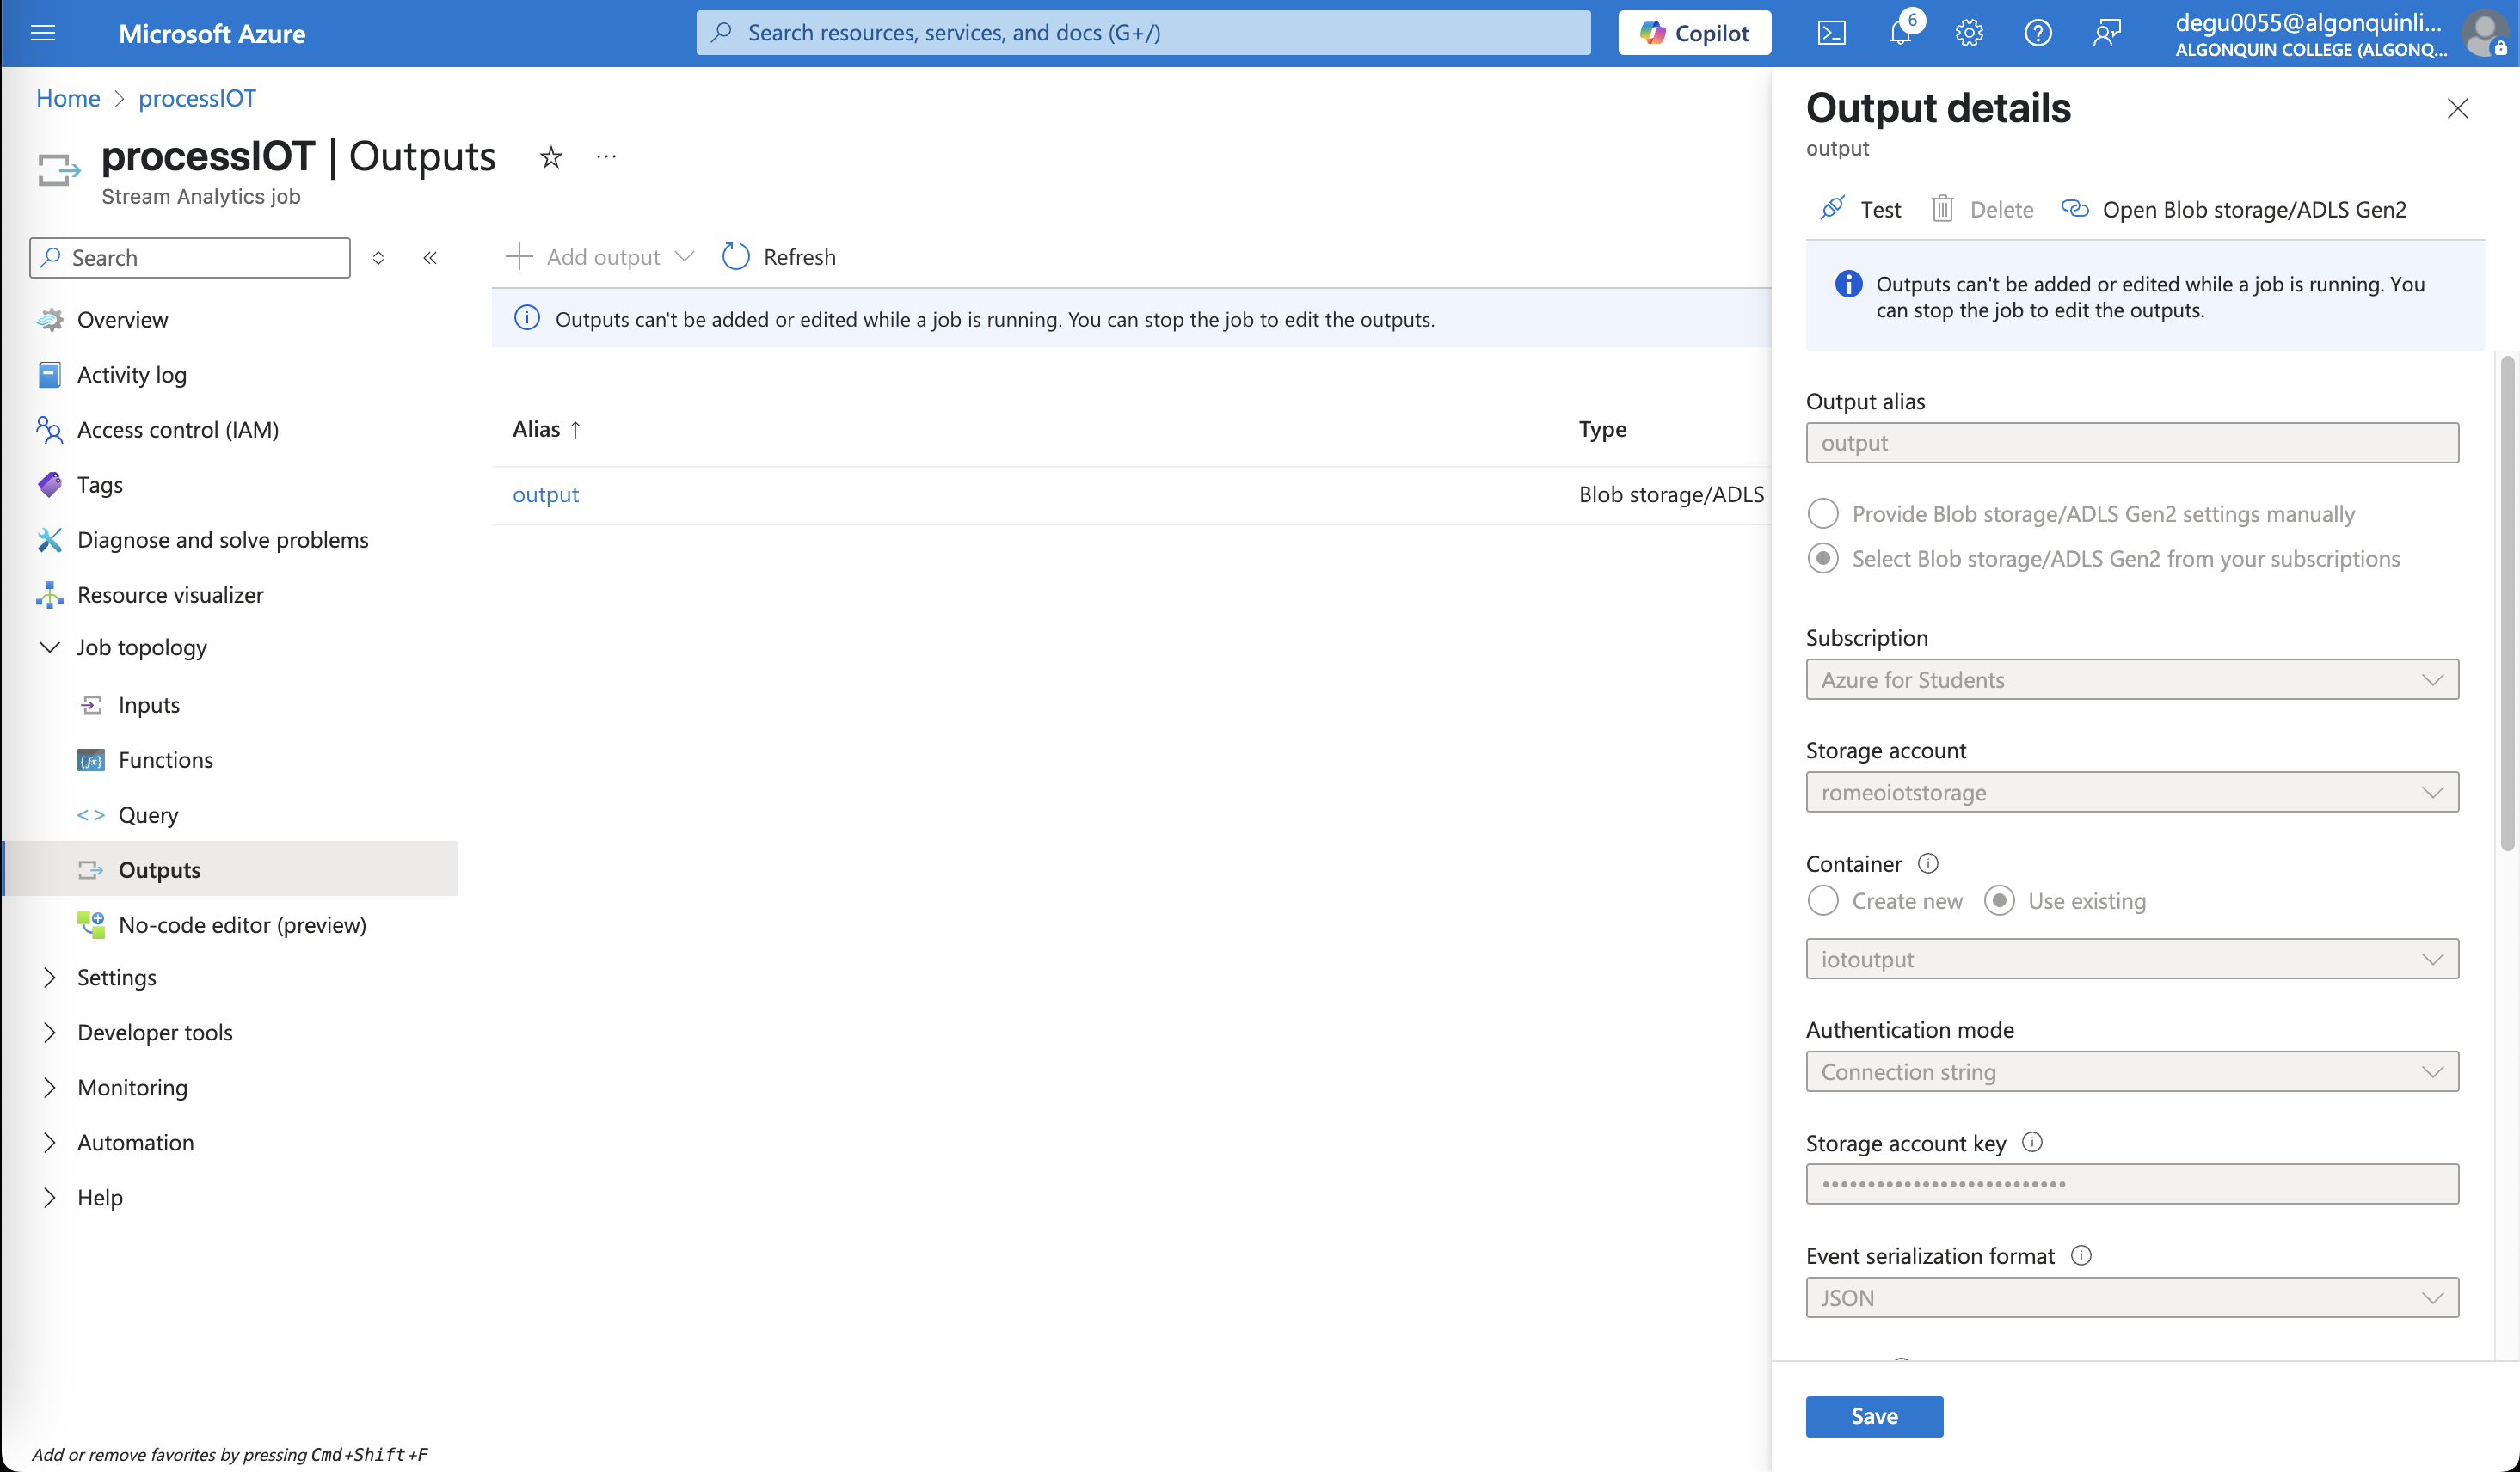 Microsoft Azure
Search resources, services, and docs (G+/)
Copilot
6
degu0055@algonquinli...
ALGONQUIN COLLEGE (ALGONQ...
Home > processIOT
processIOT | Outputs
...
Stream Analytics job
Search
Overview
Activity log
Access control (IAM)
Tags
Diagnose and solve problems
Resource visualizer
Job topology
Inputs
Functions
Query
Outputs
No-code editor (preview)
Settings
Developer tools
Monitoring
Automation
Help
Add or remove favorites by pressing Cmd+Shift+F
Add output
Refresh
Outputs can't be added or edited while a job is running. You can stop the job to edit the outputs.
Alias ↑
Type
output
Blob storage/ADLS
Output details
output
Test
Delete
Open Blob storage/ADLS Gen2
Outputs can't be added or edited while a job is running. You
can stop the job to edit the outputs.
Output alias
output
Provide Blob storage/ADLS Gen2 settings manually
Select Blob storage/ADLS Gen2 from your subscriptions
Subscription
Azure for Students
Storage account
romeoiotstorage
Container
Create new
Use existing
iotoutput
Authentication mode
Connection string
Storage account key
•••••••••••••••••••••••••••
Event serialization format
JSON
Save